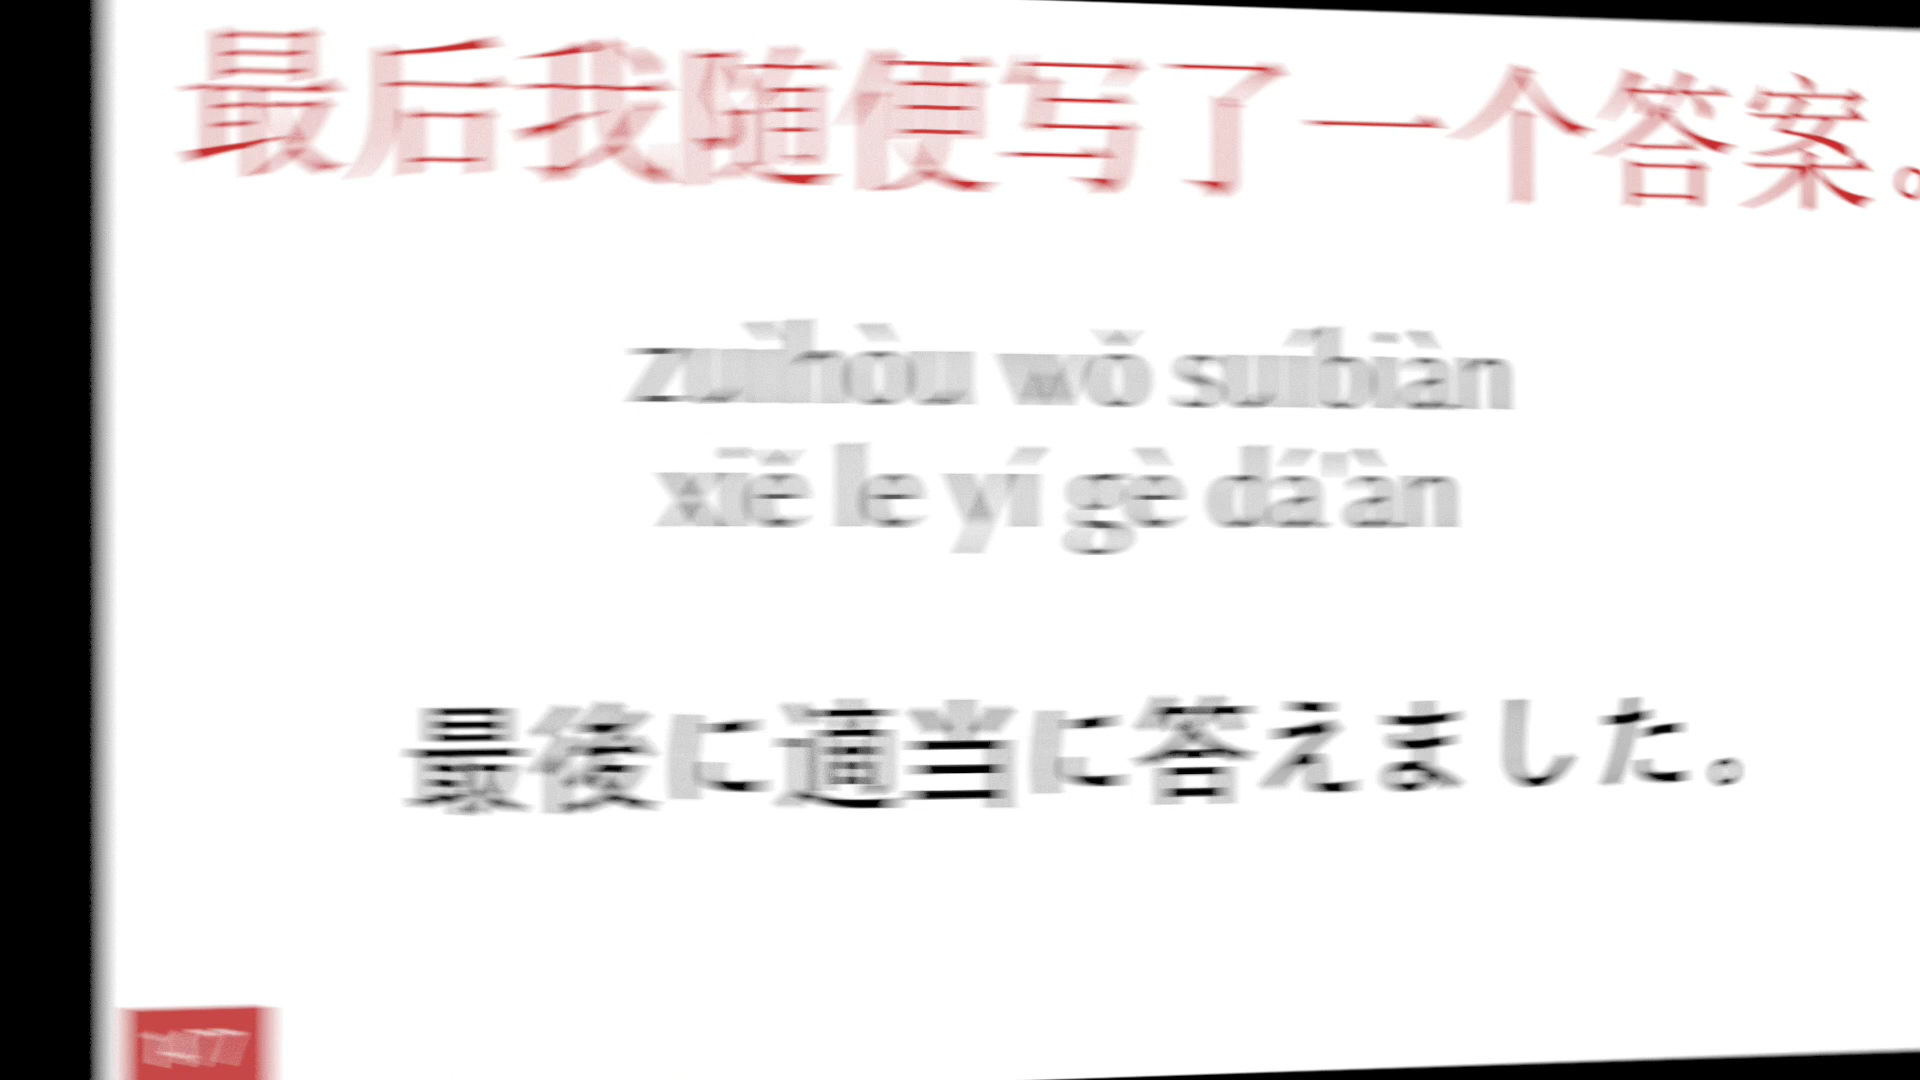 最后我随便写了一个答案。
zuìhòu wǒ suíbiàn
xiě le yí gè dá'àn
最後に適当に答えました。